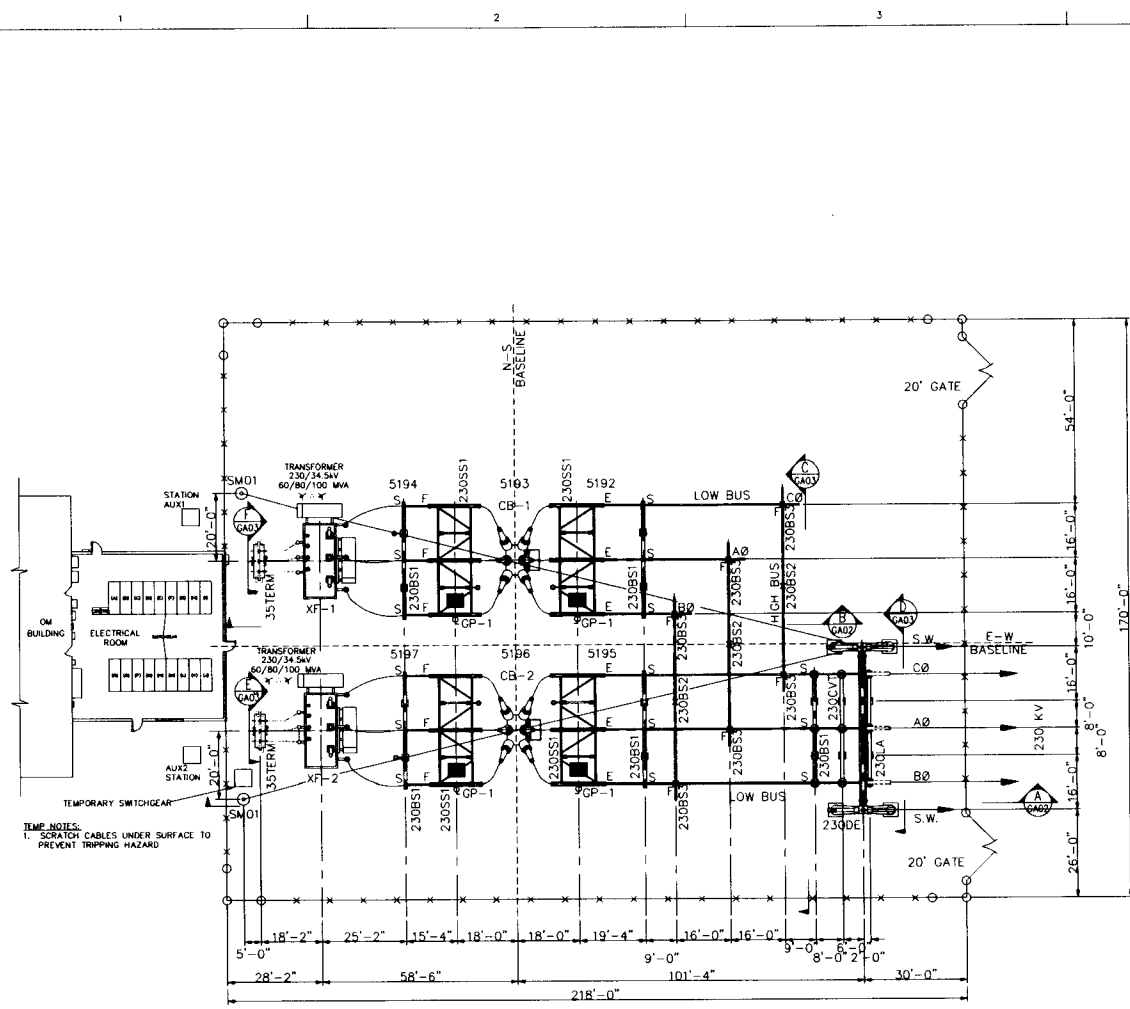 1
2
3
N-S
BASELINE
20' GATE
54'-0"
170'-0"
TRANSFORMER
230/34.5kV
60/80/100 MVA
SMO1
STATION
AUX1
20'-0"
F
GA03
35TERM
XF-1
5194
230SS1
5193
CB-1
230SS1
5192
C
GA03
S
F
E
S
LOW BUS
CØ
230BS3
16'-0"
S
F
E
S
AØ
F
230BS1
230BS1
230BS3
HIGH BUS
230BS2
16'-0"
S
F
GP-1
E
GP-1
S
BØ
F
230BS3
230BS2
B
GA02
D
GA03
10'-0"
OM
BUILDING
ELECTRICAL
ROOM
TRANSFORMER
230/34.5kV
60/80/100 MVA
5197
5196
CB-2
5195
S.W.
E-W
BASELINE
S
F
E
S
230BS2
F
230BS3
S
230CVT
CØ
16'-0"
E
GA03
35TERM
XF-2
S
F
E
S
F
230BS3
S
230BS1
230LA
AØ
230 KV
8'-0"
8'-0"
AUX2
STATION
20'-0"
S
F
GP-1
230SS1
E
GP-1
S
F
LOW BUS
S
BØ
16'-0"
TEMPORARY SWITCHGEAR
SMO1
230BS1
230SS1
230BS1
230BS3
230DE
S.W.
A
GA02
TEMP NOTES:
1. SCRATCH CABLES UNDER SURFACE TO
PREVENT TRIPPING HAZARD
20' GATE
26'-0"
5'-0"
18'-2"
25'-2"
15'-4"
18'-0"
18'-0"
19'-4"
9'-0"
16'-0"
16'-0"
9'-0"
8'-0"
6'-0"
2'-0"
28'-2"
58'-6"
101'-4"
30'-0"
218'-0"